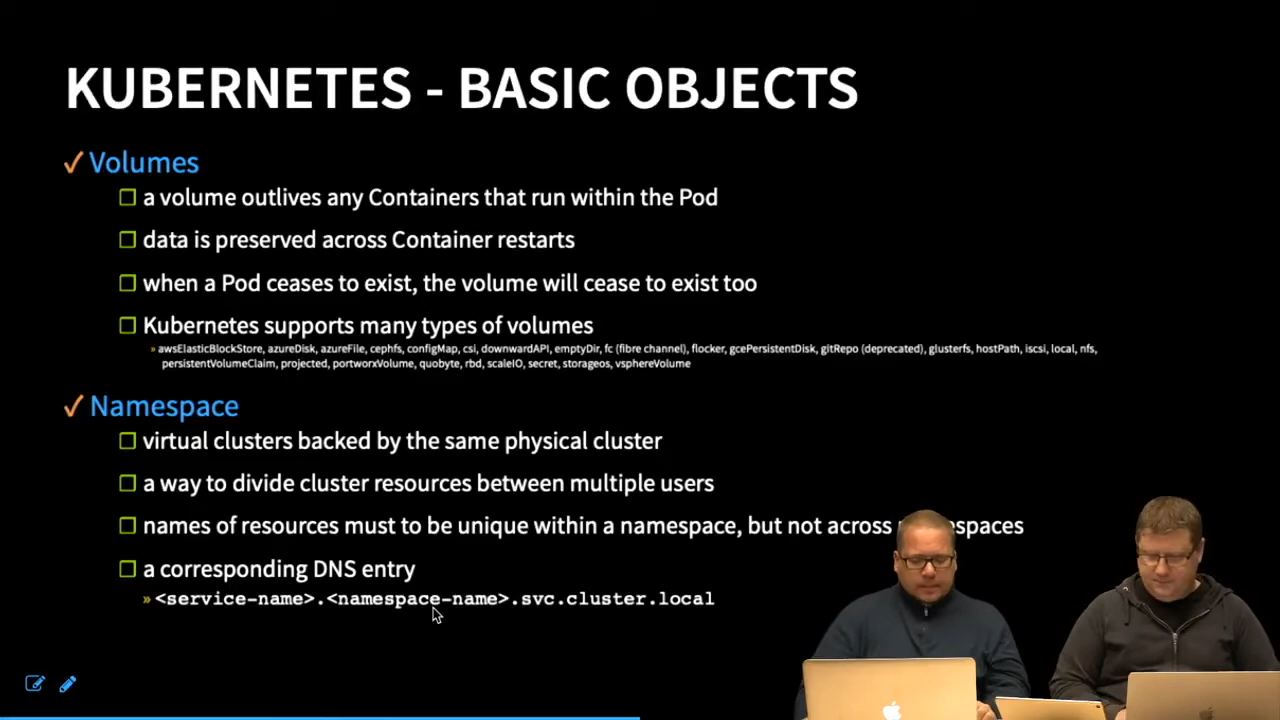 KUBERNETES - BASIC OBJECTS
✓ Volumes
❒ a volume outlives any Containers that run within the Pod
❒ data is preserved across Container restarts
❒ when a Pod ceases to exist, the volume will cease to exist too
❒ Kubernetes supports many types of volumes
» awsElasticBlockStore, azureDisk, azureFile, cephfs, configMap, csi, downwardAPI, emptyDir, fc (fibre channel), flocker, gcePersistentDisk, gitRepo (deprecated), glusterfs, hostPath, iscsi, local, nfs,
persistentVolumeClaim, projected, portworxVolume, quobyte, rbd, scaleIO, secret, storageos, vsphereVolume
✓ Namespace
❒ virtual clusters backed by the same physical cluster
❒ a way to divide cluster resources between multiple users
❒ names of resources must to be unique within a namespace, but not across espaces
❒ a corresponding DNS entry
» <service-name>.<namespace-name>.svc.cluster.local